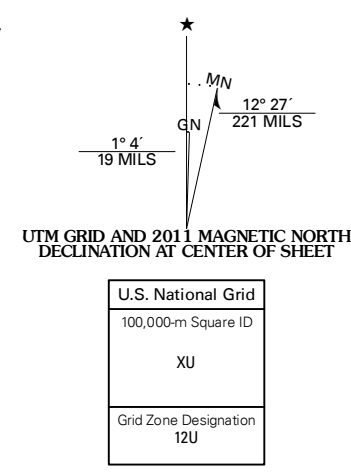 ★
MN
GN
12° 27´
221 MILS
1° 4´
19 MILS
UTM GRID AND 2011 MAGNETIC NORTH
DECLINATION AT CENTER OF SHEET
U.S. National Grid
100,000-m Square ID
XU
Grid Zone Designation
12U